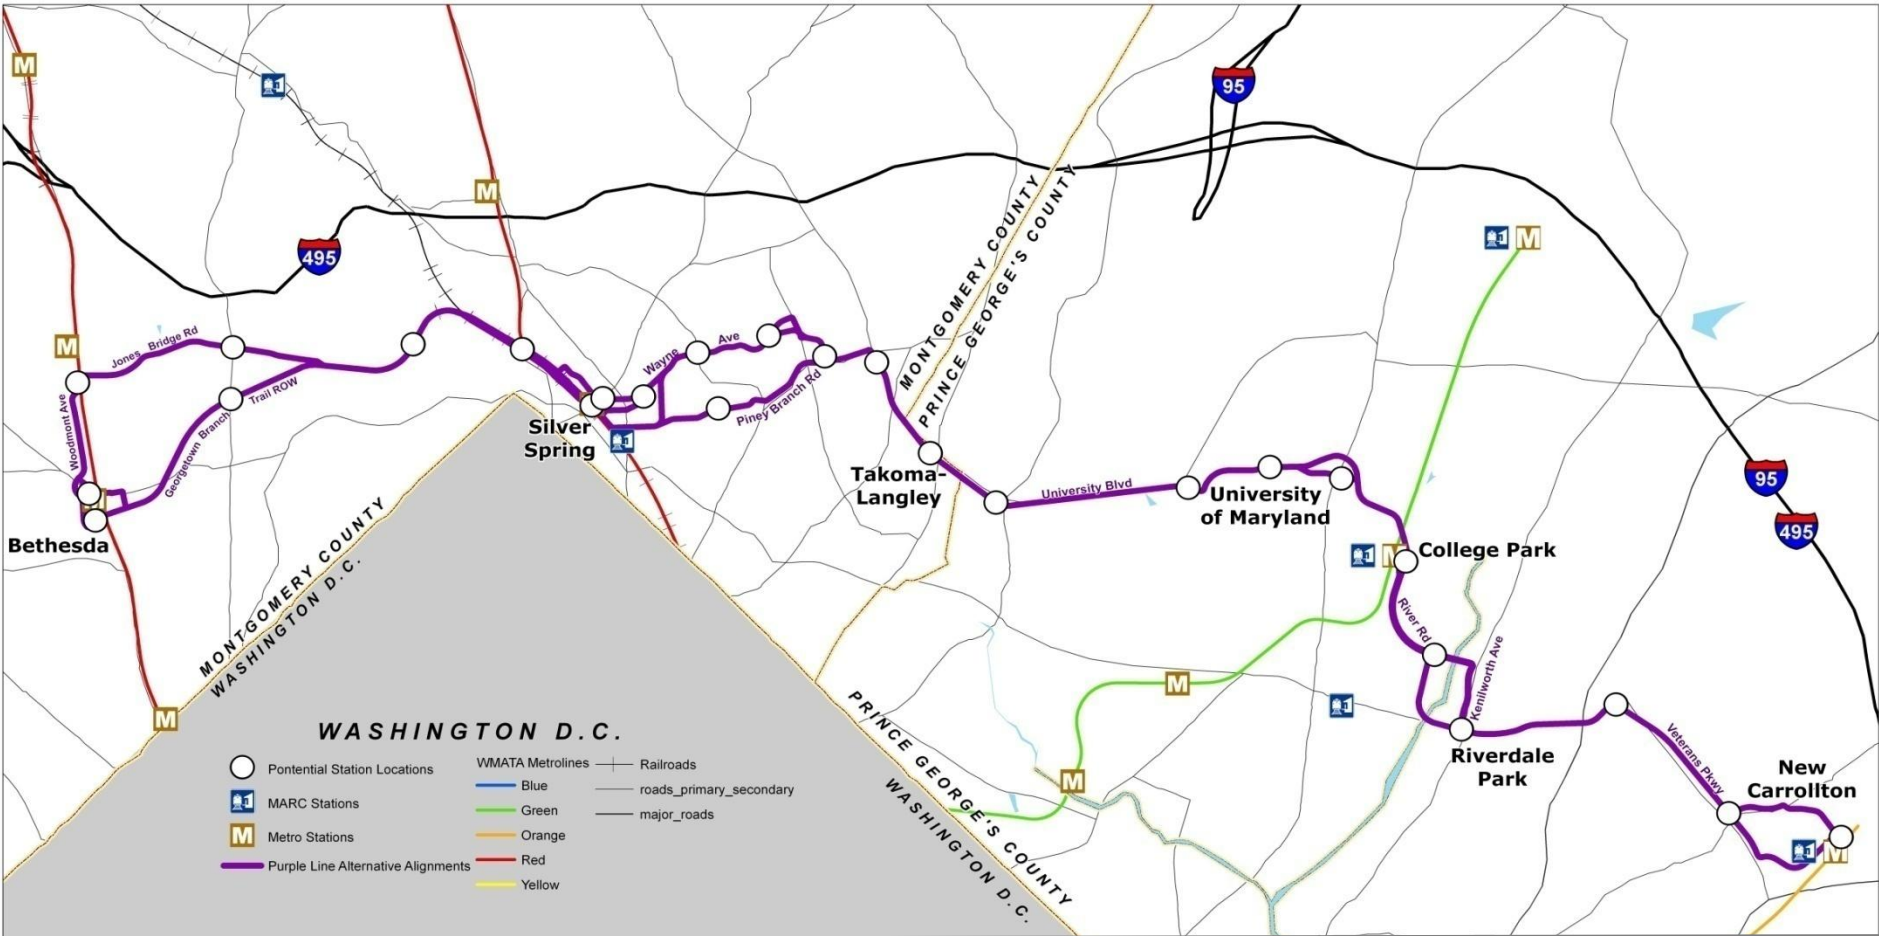 M
95
M
MONTGOMERY COUNTY
PRINCE GEORGE'S COUNTY
M
495
M
Jones Bridge Rd
Woodmont Ave
Georgetown Branch Trail ROW
Bethesda
Silver
Spring
Wayne Ave
Piney Branch Rd
Takoma-
Langley
University Blvd
University
of Maryland
M
College Park
95
495
MONTGOMERY COUNTY
WASHINGTON D.C.
River Rd
Kenilworth Ave
M
M
Riverdale
Park
Veterans Pkwy
New
Carrollton
M
M
PRINCE GEORGE'S COUNTY
WASHINGTON D.C.
M
WASHINGTON D.C.
Pontential Station Locations
MARC Stations
M Metro Stations
Purple Line Alternative Alignments
WMATA Metrolines
Blue
Green
Orange
Red
Yellow
Railroads
roads_primary_secondary
major_roads